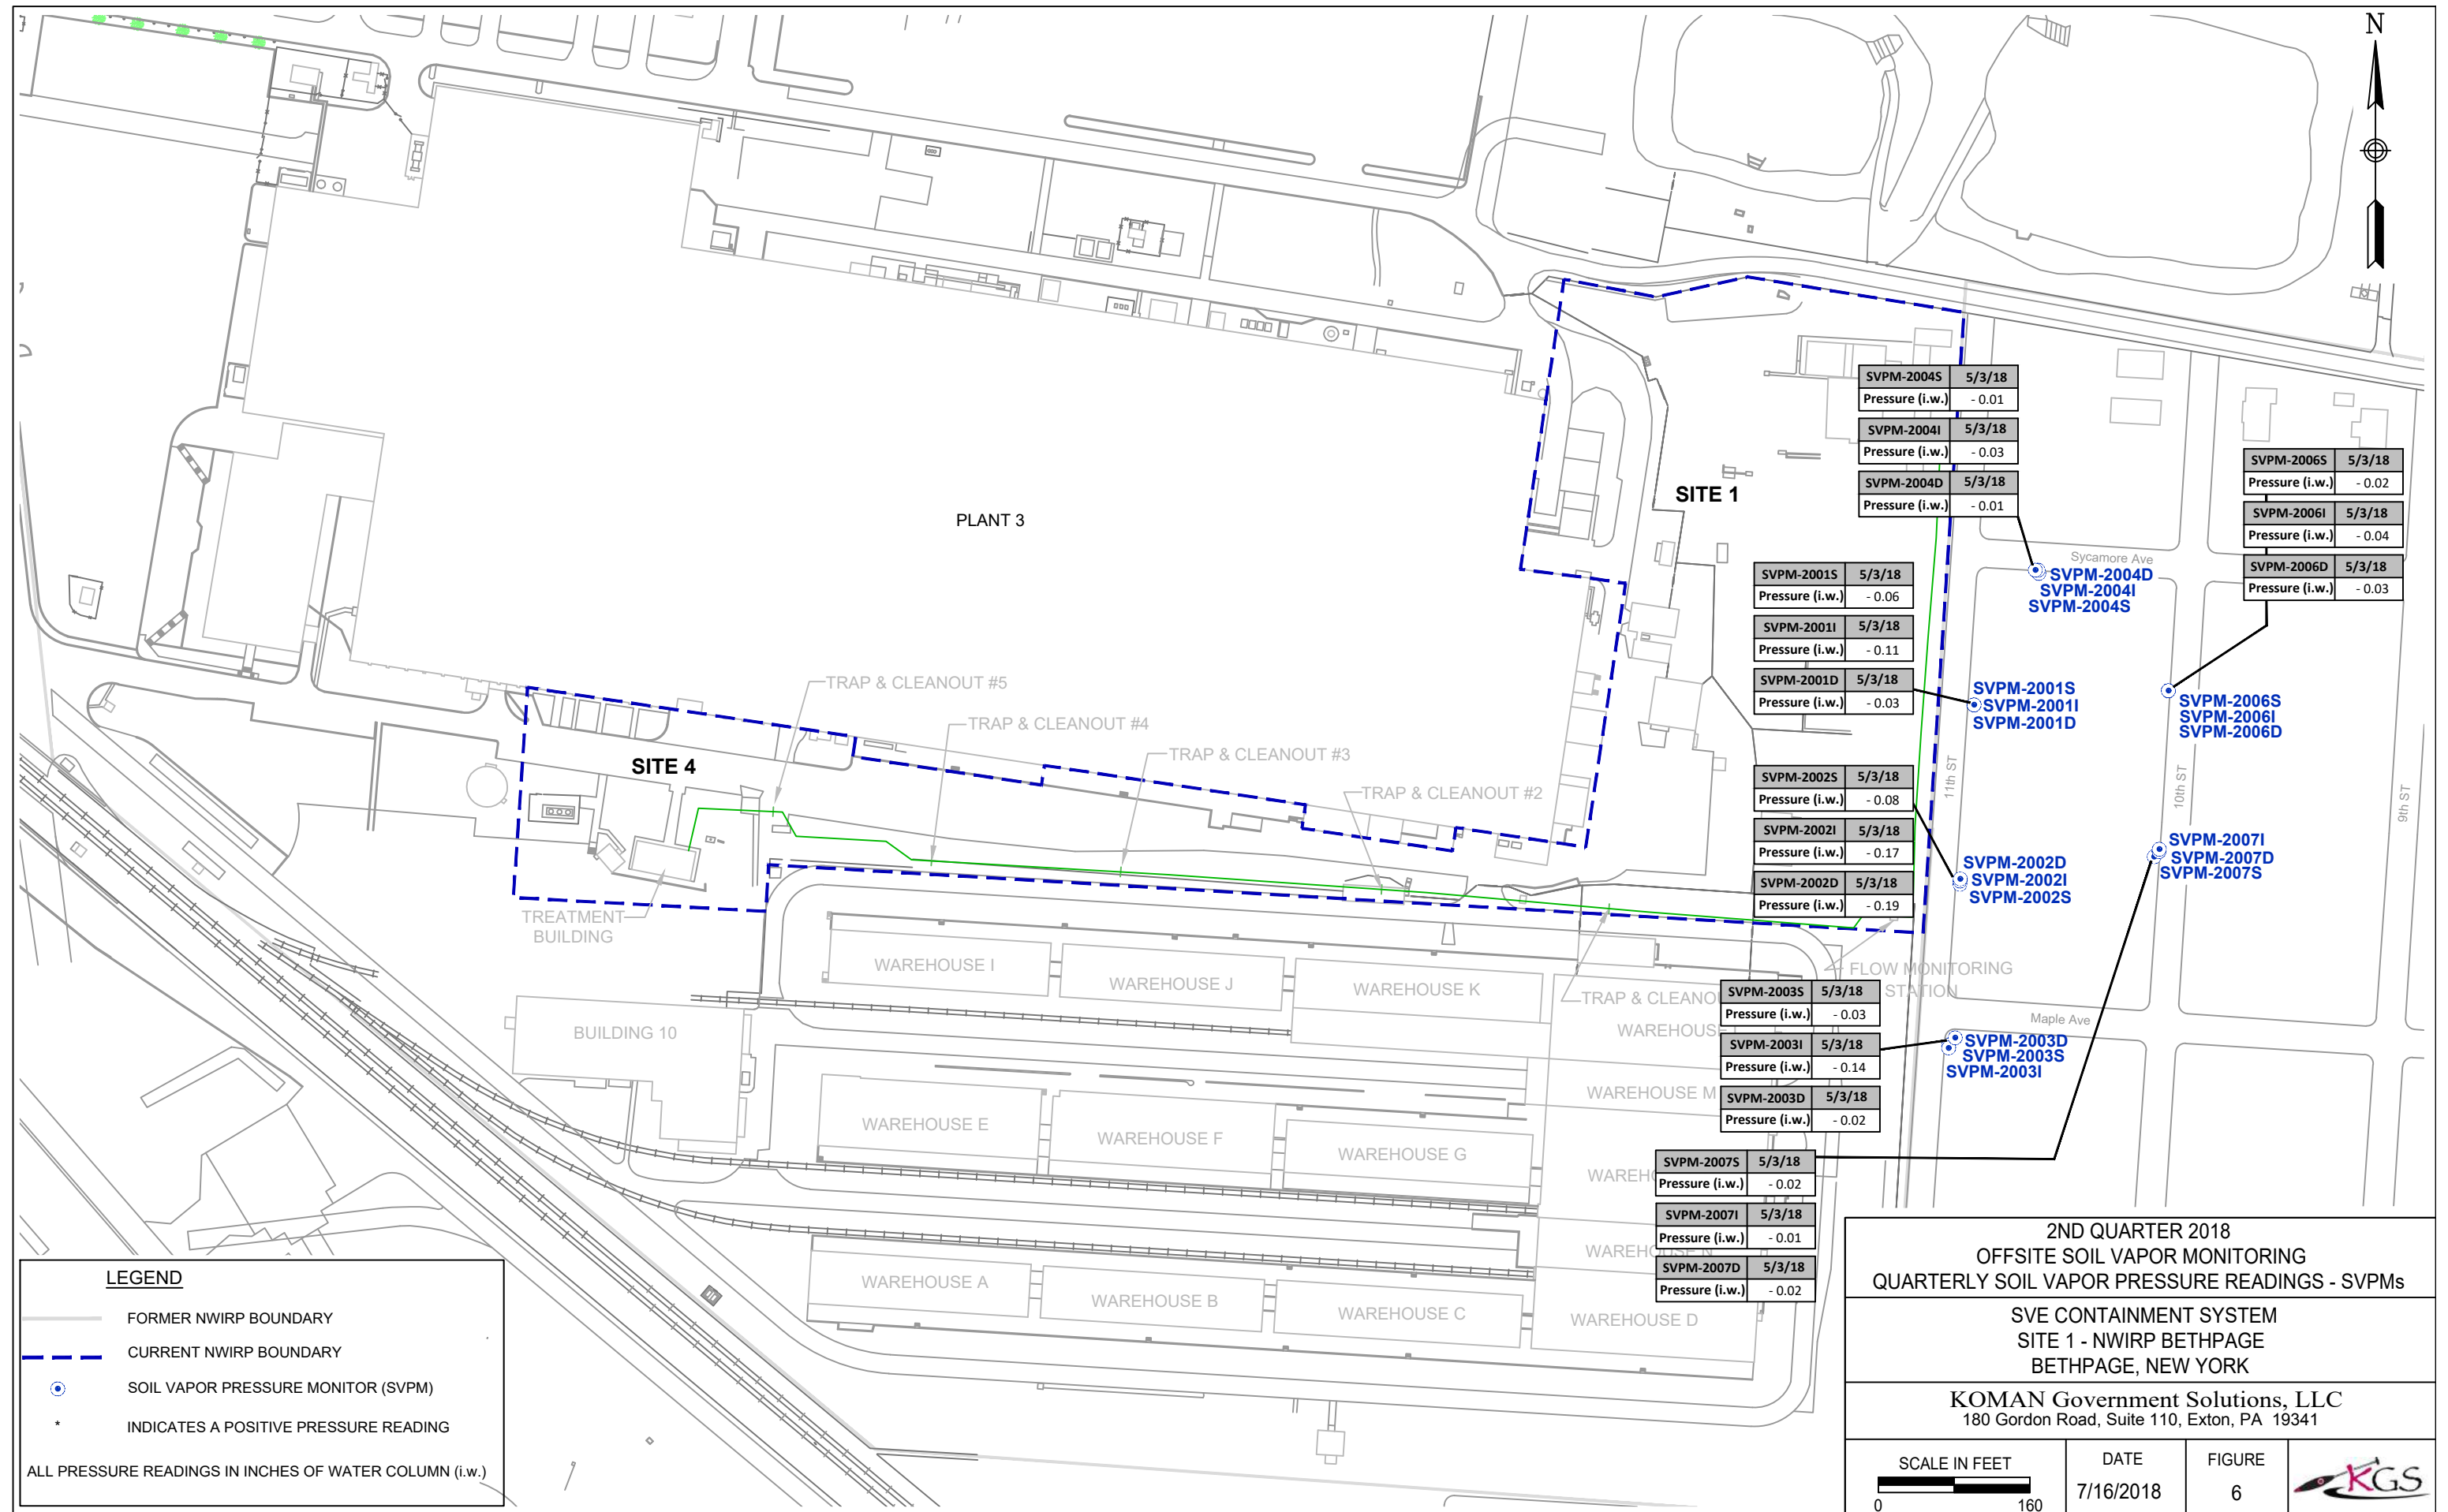 N
PLANT 3
SITE 1
SITE 4
SVPM-2004S 5/3/18
Pressure (i.w.) - 0.01
SVPM-2004I 5/3/18
Pressure (i.w.) - 0.03
SVPM-2004D 5/3/18
Pressure (i.w.) - 0.01
SVPM-2006S 5/3/18
Pressure (i.w.) - 0.02
SVPM-2006I 5/3/18
Pressure (i.w.) - 0.04
SVPM-2006D 5/3/18
Pressure (i.w.) - 0.03
Sycamore Ave
SVPM-2004D
SVPM-2004I
SVPM-2004S
SVPM-2001S 5/3/18
Pressure (i.w.) - 0.06
SVPM-2001I 5/3/18
Pressure (i.w.) - 0.11
SVPM-2001D 5/3/18
Pressure (i.w.) - 0.03
SVPM-2001S
SVPM-2001I
SVPM-2001D
SVPM-2006S
SVPM-2006I
SVPM-2006D
TRAP & CLEANOUT #5
TRAP & CLEANOUT #4
TRAP & CLEANOUT #3
TRAP & CLEANOUT #2
SVPM-2002S 5/3/18
Pressure (i.w.) - 0.08
SVPM-2002I 5/3/18
Pressure (i.w.) - 0.17
SVPM-2002D 5/3/18
Pressure (i.w.) - 0.19
11th ST
10th ST
9th ST
SVPM-2007I
SVPM-2007D
SVPM-2007S
SVPM-2002D
SVPM-2002I
SVPM-2002S
TREATMENT
BUILDING
FLOW MONITORING
STATION
WAREHOUSE I
WAREHOUSE J
WAREHOUSE K
TRAP & CLEANOU
WAREHOUSE
BUILDING 10
SVPM-2003S 5/3/18
Pressure (i.w.) - 0.03
SVPM-2003I 5/3/18
Pressure (i.w.) - 0.14
SVPM-2003D 5/3/18
Pressure (i.w.) - 0.02
Maple Ave
SVPM-2003D
SVPM-2003S
SVPM-2003I
WAREHOUSE M
WAREHOUSE E
WAREHOUSE F
WAREHOUSE G
WAREHO
SVPM-2007S 5/3/18
Pressure (i.w.) - 0.02
SVPM-2007I 5/3/18
Pressure (i.w.) - 0.01
SVPM-2007D 5/3/18
Pressure (i.w.) - 0.02
WAREHOUSE N
WAREHOUSE A
WAREHOUSE B
WAREHOUSE C
WAREHOUSE D
LEGEND
FORMER NWIRP BOUNDARY
CURRENT NWIRP BOUNDARY
SOIL VAPOR PRESSURE MONITOR (SVPM)
* INDICATES A POSITIVE PRESSURE READING
ALL PRESSURE READINGS IN INCHES OF WATER COLUMN (i.w.)
2ND QUARTER 2018
OFFSITE SOIL VAPOR MONITORING
QUARTERLY SOIL VAPOR PRESSURE READINGS - SVPMs
SVE CONTAINMENT SYSTEM
SITE 1 - NWIRP BETHPAGE
BETHPAGE, NEW YORK
KOMAN Government Solutions, LLC
180 Gordon Road, Suite 110, Exton, PA 19341
SCALE IN FEET
0 160
DATE
7/16/2018
FIGURE
6
KGS